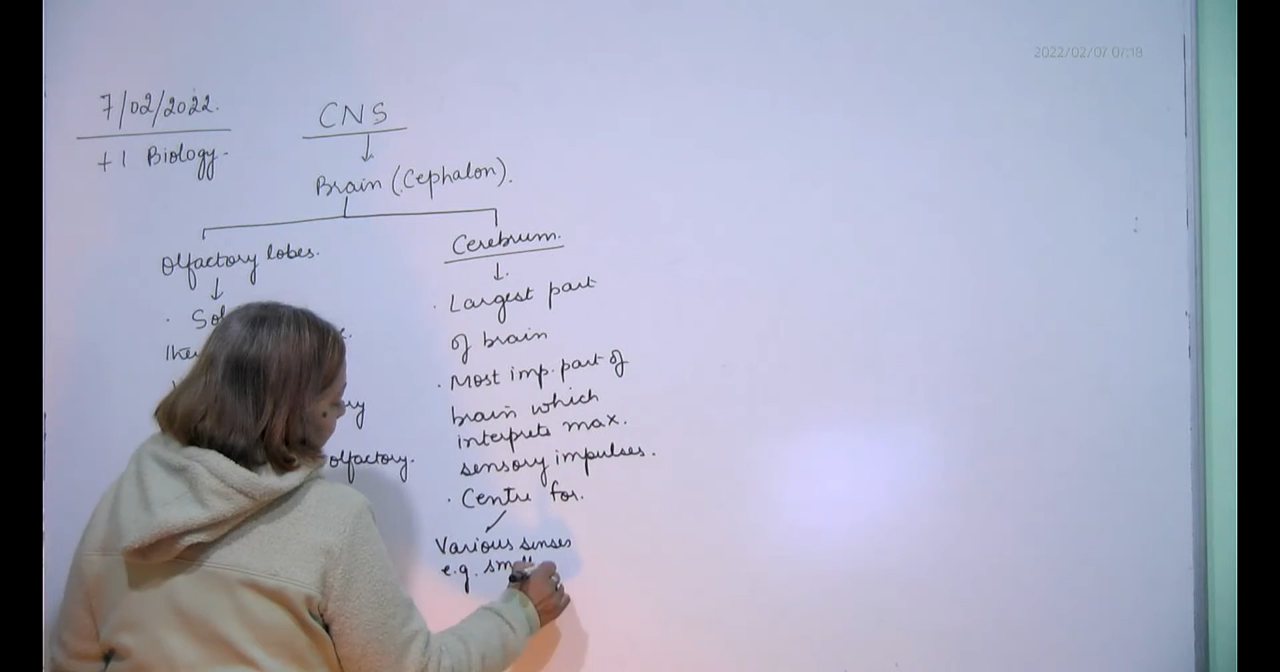 2022/02/07 07:18
7/02/2022.
+1 Biology.
CNS
Brain (Cephalon).
Olfactory lobes.
olfactory.
Cerebrum.
. Largest part
of brain
. Most imp. part of
brain which
interprets max.
sensory impulses.
. Centre for.
Various senses
e.g.